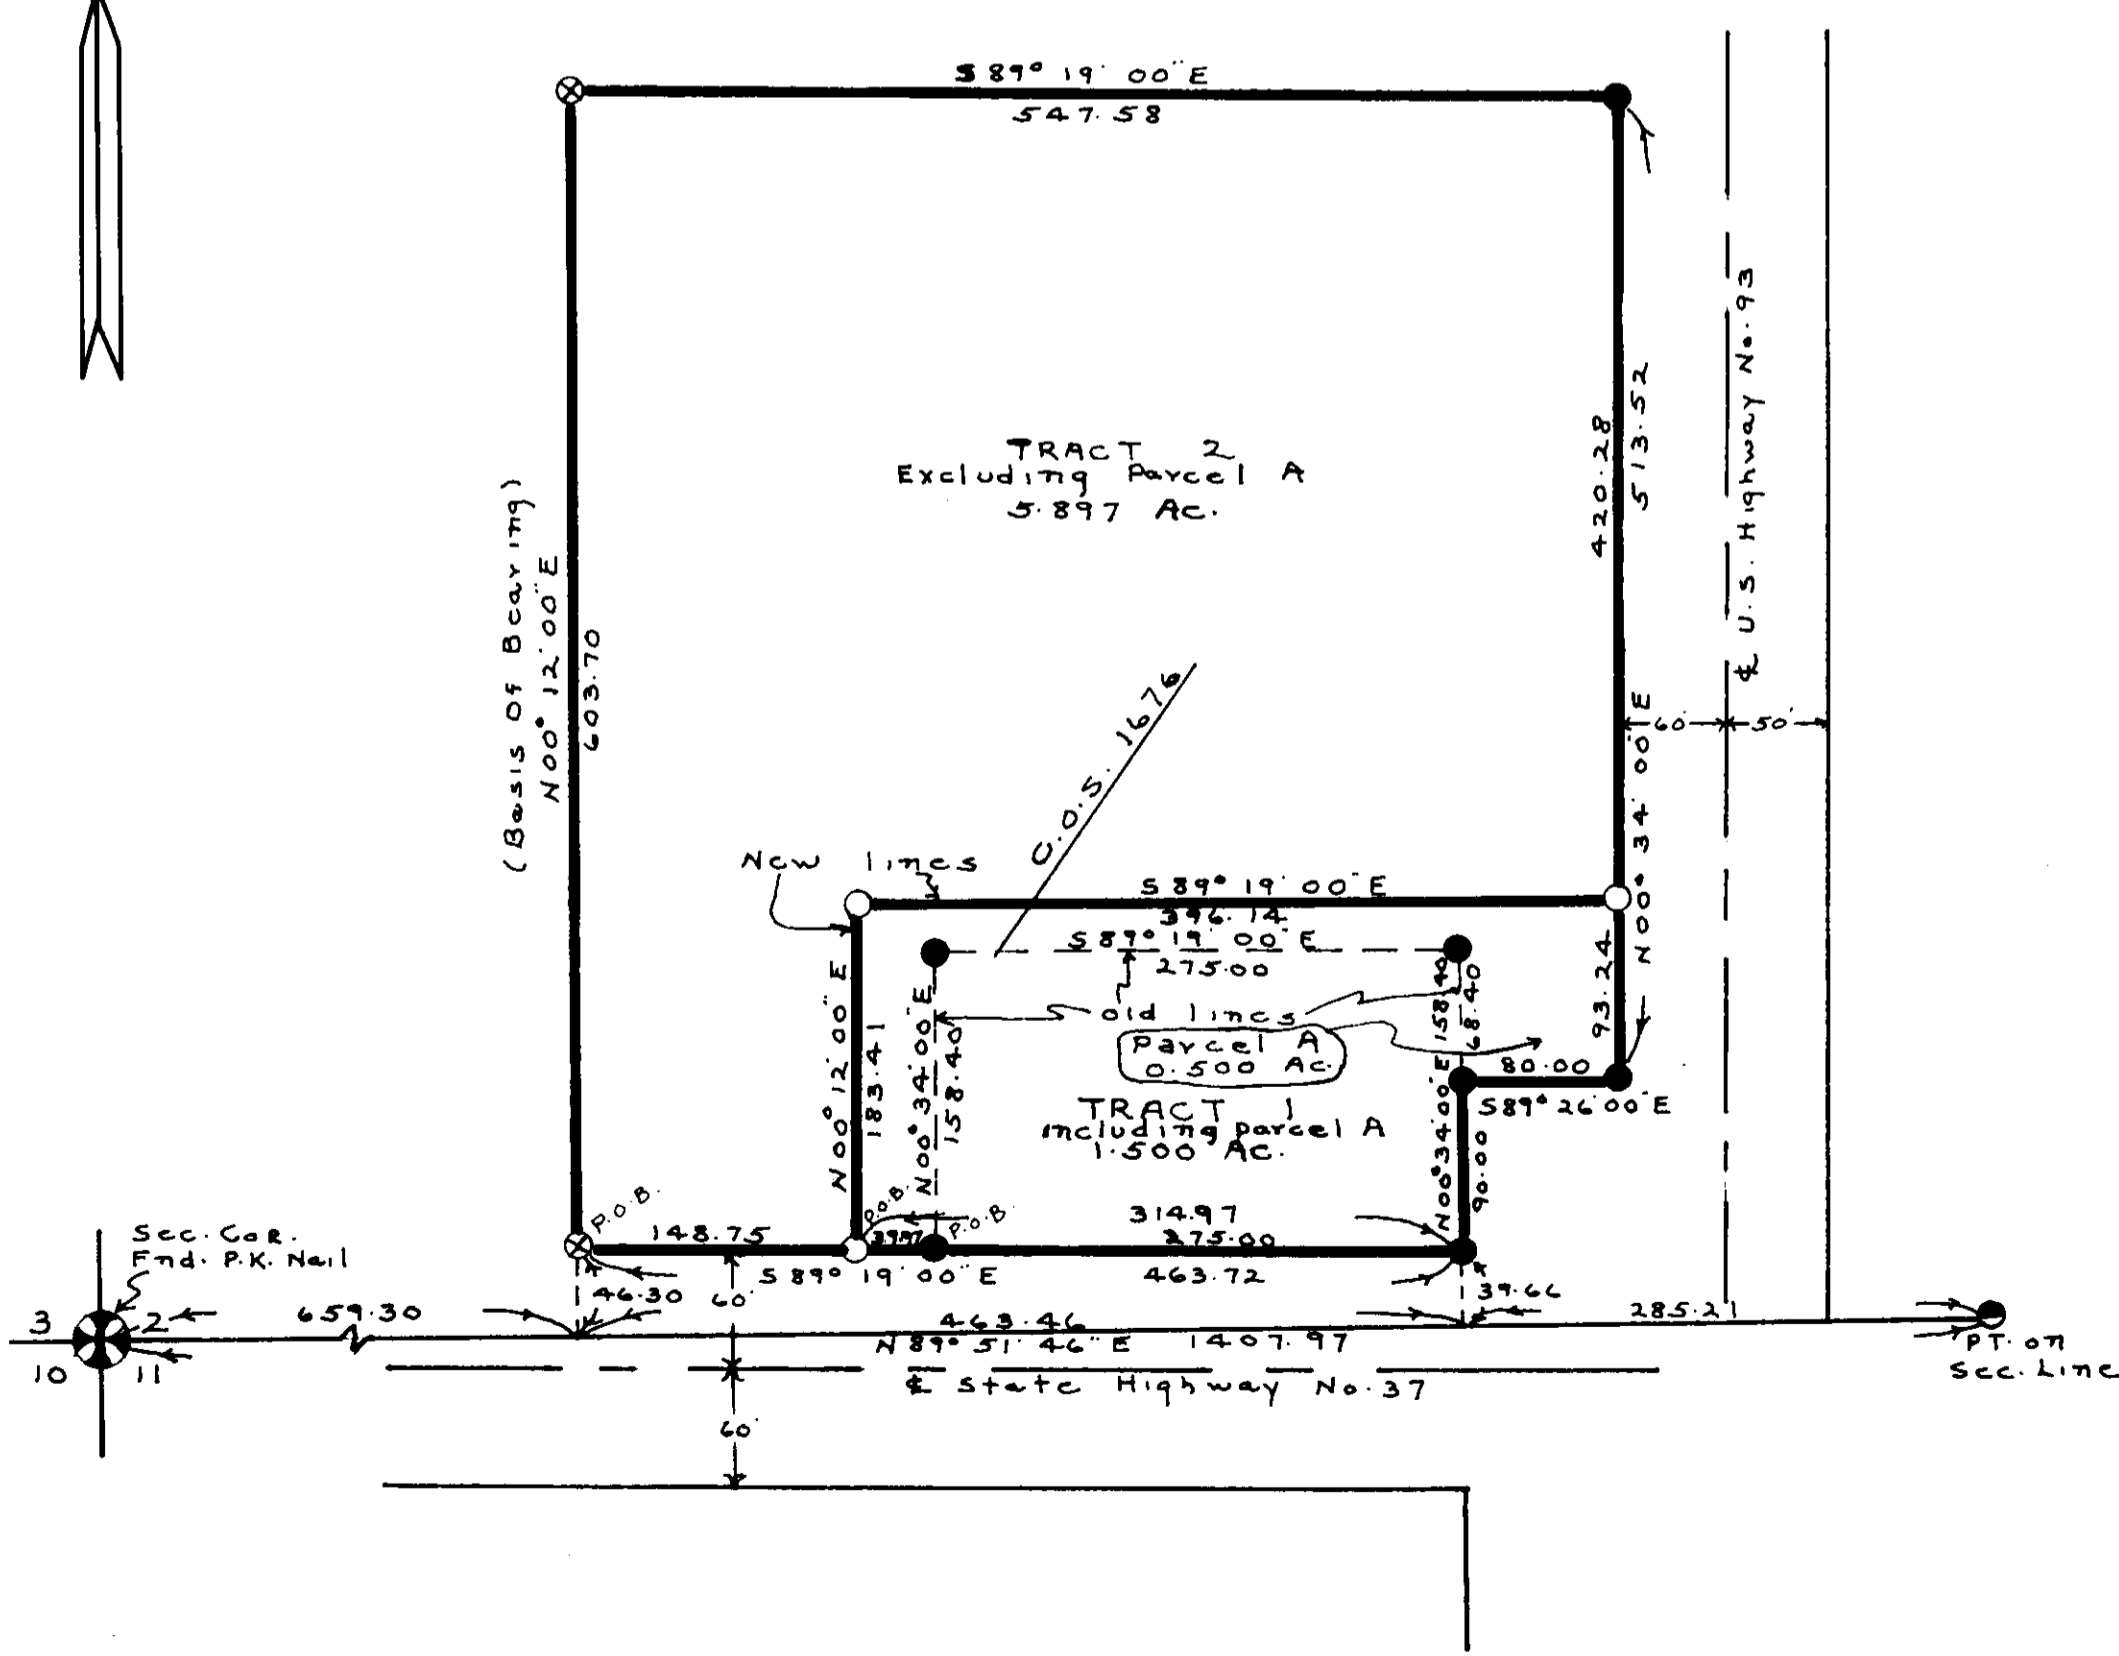 S 89° 19' 00" E
547.58
TRACT 2
Excluding Parcel A
5.897 Ac.
420.28
513.52
N 00° 34' 00" E
93.24
℄ U.S. Highway No. 93
60'
50'
(Basis Of Bearing)
N 00° 12' 00" E
603.70
C.O.S. 1676
New lines
S 89° 19' 00" E
396.14
S 89° 19' 00" E
275.00
N 00° 12' 00" E
183.41
N 00° 34' 00" E
158.40
old lines
Parcel A
0.500 Ac.
N 00° 34' 00" E 158.40
68.40
90.00
80.00
S 89° 26' 00" E
TRACT 1
Including parcel A
1.500 AC.
P.O.B.
P.O.B.
P.O.B.
148.75
39.97
314.97
275.00
S 89° 19' 00" E
463.72
Sec. Cor.
Fnd. P.K. Nail
3
2
10
11
659.30
46.30
60'
463.46
39.66
285.21
N 89° 51' 46" E 1407.97
PT. on
Sec. Line
℄ State Highway No. 37
60'